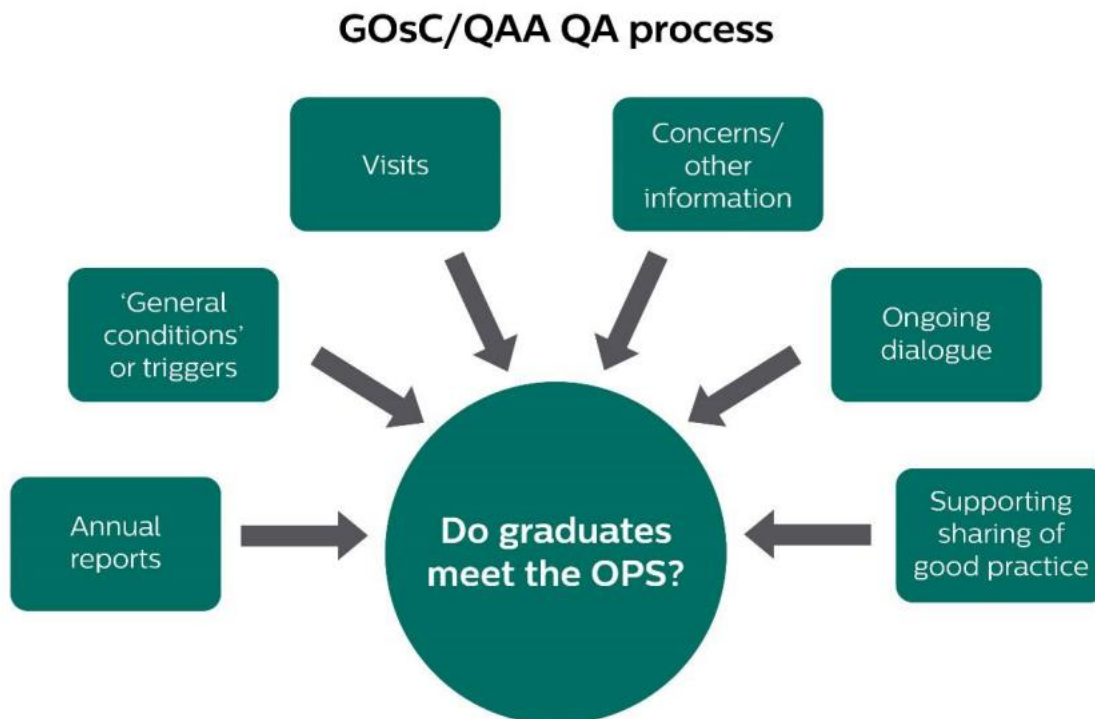 GOsC/QAA QA process
Visits
Concerns/
other
information
‘General
conditions’
or triggers
Ongoing
dialogue
Annual
reports
Do graduates
meet the OPS?
Supporting
sharing of
good practice